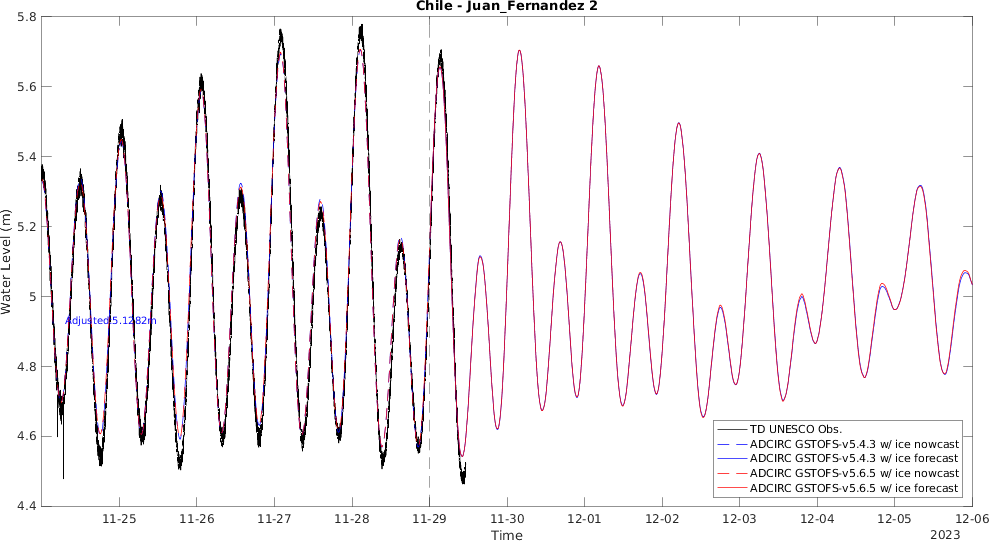 Chile - Juan_Fernandez 2
5.8
5.6
5.4
5.2
5
4.8
4.6
4.4
Water Level (m)
Adjusted 5.1282m
TD UNESCO Obs.
ADCIRC GSTOFS-v5.4.3 w/ ice nowcast
ADCIRC GSTOFS-v5.4.3 w/ ice forecast
ADCIRC GSTOFS-v5.6.5 w/ ice nowcast
ADCIRC GSTOFS-v5.6.5 w/ ice forecast
11-25 11-26 11-27 11-28 11-29 11-30 12-01 12-02 12-03 12-04 12-05 12-06
Time
2023